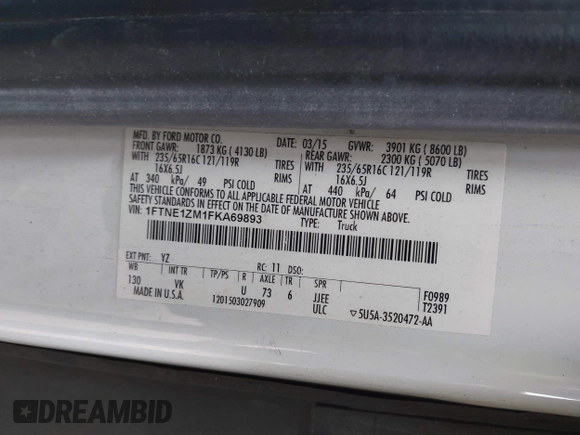 MFD. BY FORD MOTOR CO.
DATE: 03/15 GVWR: 3901 KG ( 8600 LB)
FRONT GAWR: 1873 KG ( 4130 LB) REAR GAWR: 2300 KG ( 5070 LB)
WITH 235/65R16C 121/119R WITH 235/65R16C 121/119R
16X6.5J 16X6.5J
AT 340 kPa/ 49 PSI COLD AT 440 kPa/ 64 PSI COLD
THIS VEHICLE CONFORMS TO ALL APPLICABLE FEDERAL MOTOR VEHICLE
SAFETY STANDARDS IN EFFECT ON THE DATE OF MANUFACTURE SHOWN ABOVE.
VIN: 1FTNE1ZM1FKA69893
TYPE: Truck
EXT PNT: YZ RC: 11 DSO:
WB INT TR TP/PS R AXLE TR SPR
130 VK U 73 6 JJEE F0989
ULC T2391
MADE IN U.S.A. 1201503027909 5U5A-3520472-AA
DREAMBID